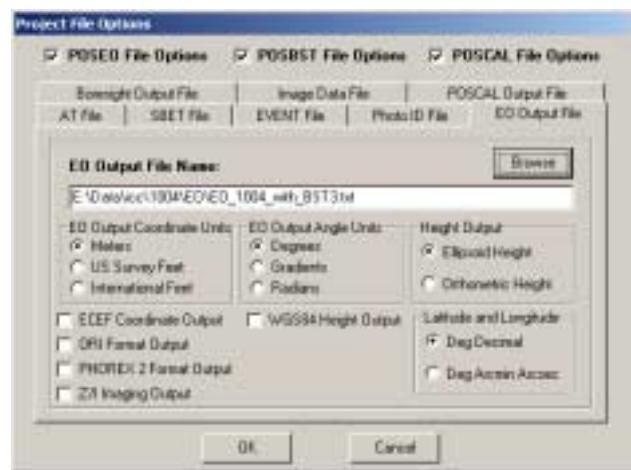 Project File Options
POSEO File Options POSBST File Options POSCAL File Options
Boresight Output File Image Data File POSCAL Output File
AT File SBET File EVENT File Photo ID File EO Output File
EO Output File Name: Browse
EO_1004_with_BST3.txt
EO Output Coordinate Units EO Output Angle Units Height Output
Meters Degrees Ellipsoid Height
US Survey Feet Gradients
International Feet Radians Orthometric Height
ECEF Coordinate Output WGS84 Height Output Latitude and Longitude
ORI Format Output Deg Decimal
PHOREX 2 Format Output Deg Arcmin Arcsec
Z/I Imaging Output
OK Cancel